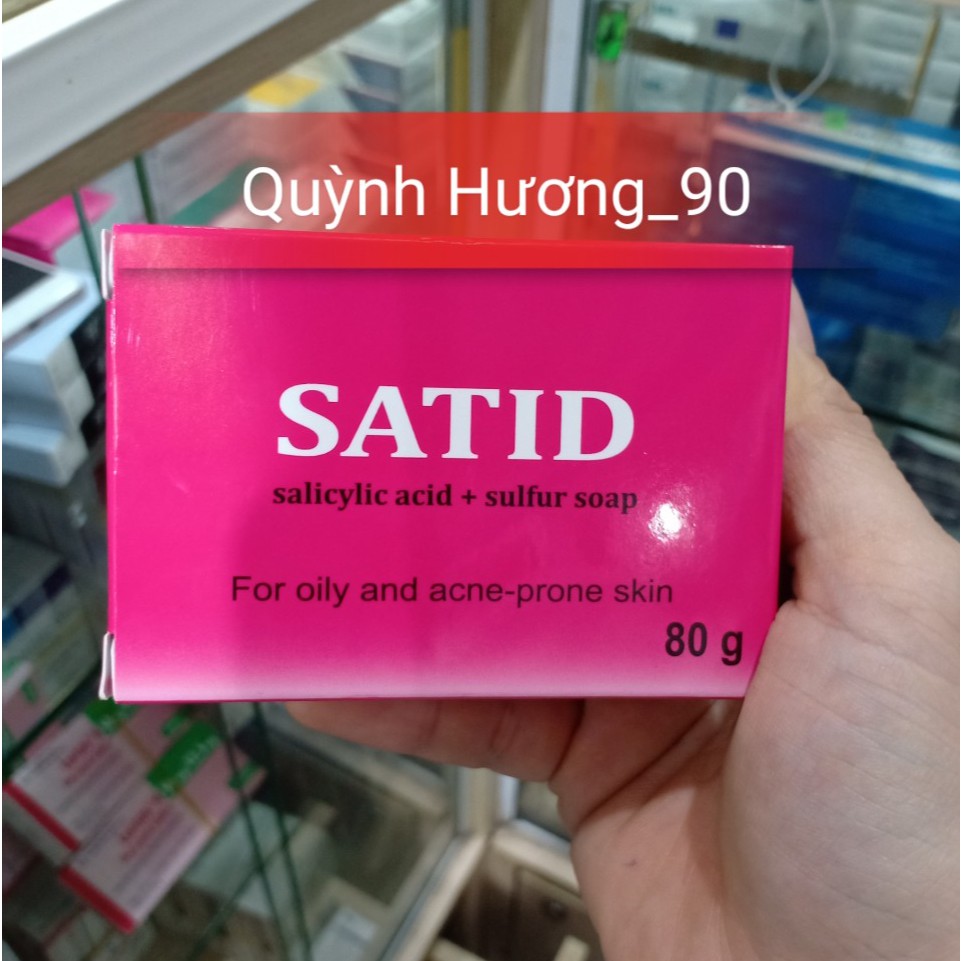 Quỳnh Hương_90
SATID
salicylic acid + sulfur soap
For oily and acne-prone skin
80 g